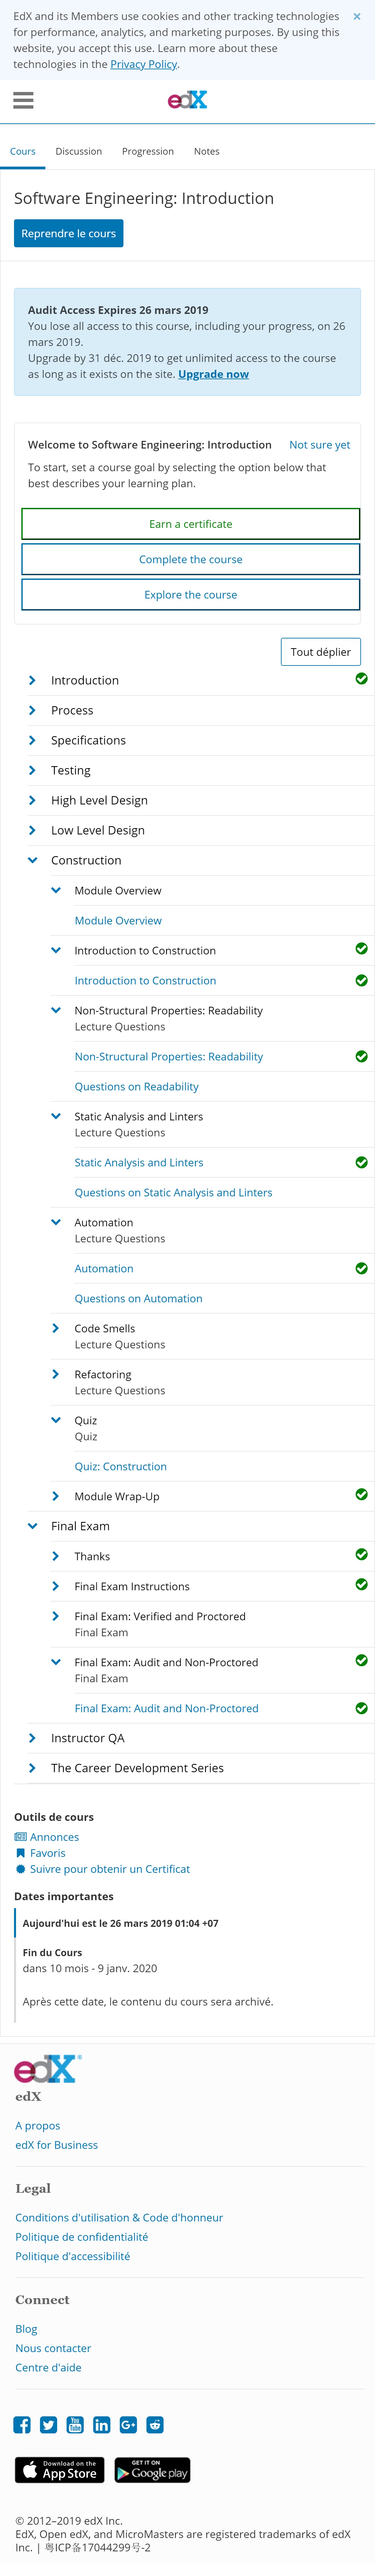 EdX and its Members use cookies and other tracking technologies ×
for performance, analytics, and marketing purposes. By using this
website, you accept this use. Learn more about these
technologies in the Privacy Policy.
edX
Cours Discussion Progression Notes
Software Engineering: Introduction
Reprendre le cours
Audit Access Expires 26 mars 2019
You lose all access to this course, including your progress, on 26
mars 2019.
Upgrade by 31 déc. 2019 to get unlimited access to the course
as long as it exists on the site. Upgrade now
Welcome to Software Engineering: Introduction Not sure yet
To start, set a course goal by selecting the option below that
best describes your learning plan.
Earn a certificate
Complete the course
Explore the course
Tout déplier
Introduction
Process
Specifications
Testing
High Level Design
Low Level Design
Construction
Module Overview
Module Overview
Introduction to Construction
Introduction to Construction
Non-Structural Properties: Readability
Lecture Questions
Non-Structural Properties: Readability
Questions on Readability
Static Analysis and Linters
Lecture Questions
Static Analysis and Linters
Questions on Static Analysis and Linters
Automation
Lecture Questions
Automation
Questions on Automation
Code Smells
Lecture Questions
Refactoring
Lecture Questions
Quiz
Quiz
Quiz: Construction
Module Wrap-Up
Final Exam
Thanks
Final Exam Instructions
Final Exam: Verified and Proctored
Final Exam
Final Exam: Audit and Non-Proctored
Final Exam
Final Exam: Audit and Non-Proctored
Instructor QA
The Career Development Series
Outils de cours
Annonces
Favoris
Suivre pour obtenir un Certificat
Dates importantes
Aujourd'hui est le 26 mars 2019 01:04 +07
Fin du Cours
dans 10 mois - 9 janv. 2020
Après cette date, le contenu du cours sera archivé.
edX®
edX
A propos
edX for Business
Legal
Conditions d'utilisation & Code d'honneur
Politique de confidentialité
Politique d'accessibilité
Connect
Blog
Nous contacter
Centre d'aide
You Tube in G+
Download on the App Store GET IT ON Google play
© 2012–2019 edX Inc.
EdX, Open edX, and MicroMasters are registered trademarks of edX
Inc. | 粤ICP备17044299号-2